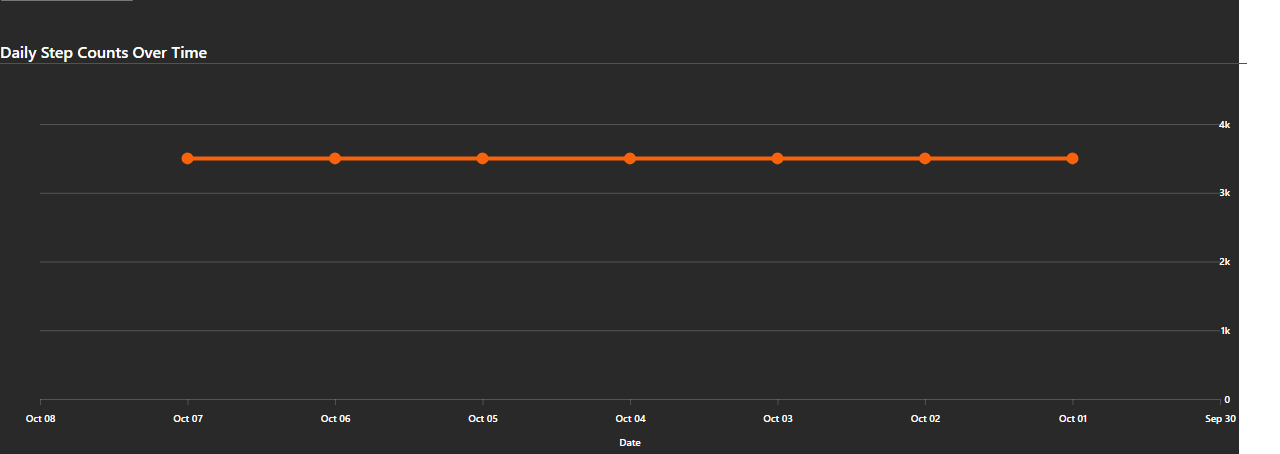 Daily Step Counts Over Time
4k
3k
2k
1k
0
Oct 08 Oct 07 Oct 06 Oct 05 Oct 04 Oct 03 Oct 02 Oct 01 Sep 30
Date